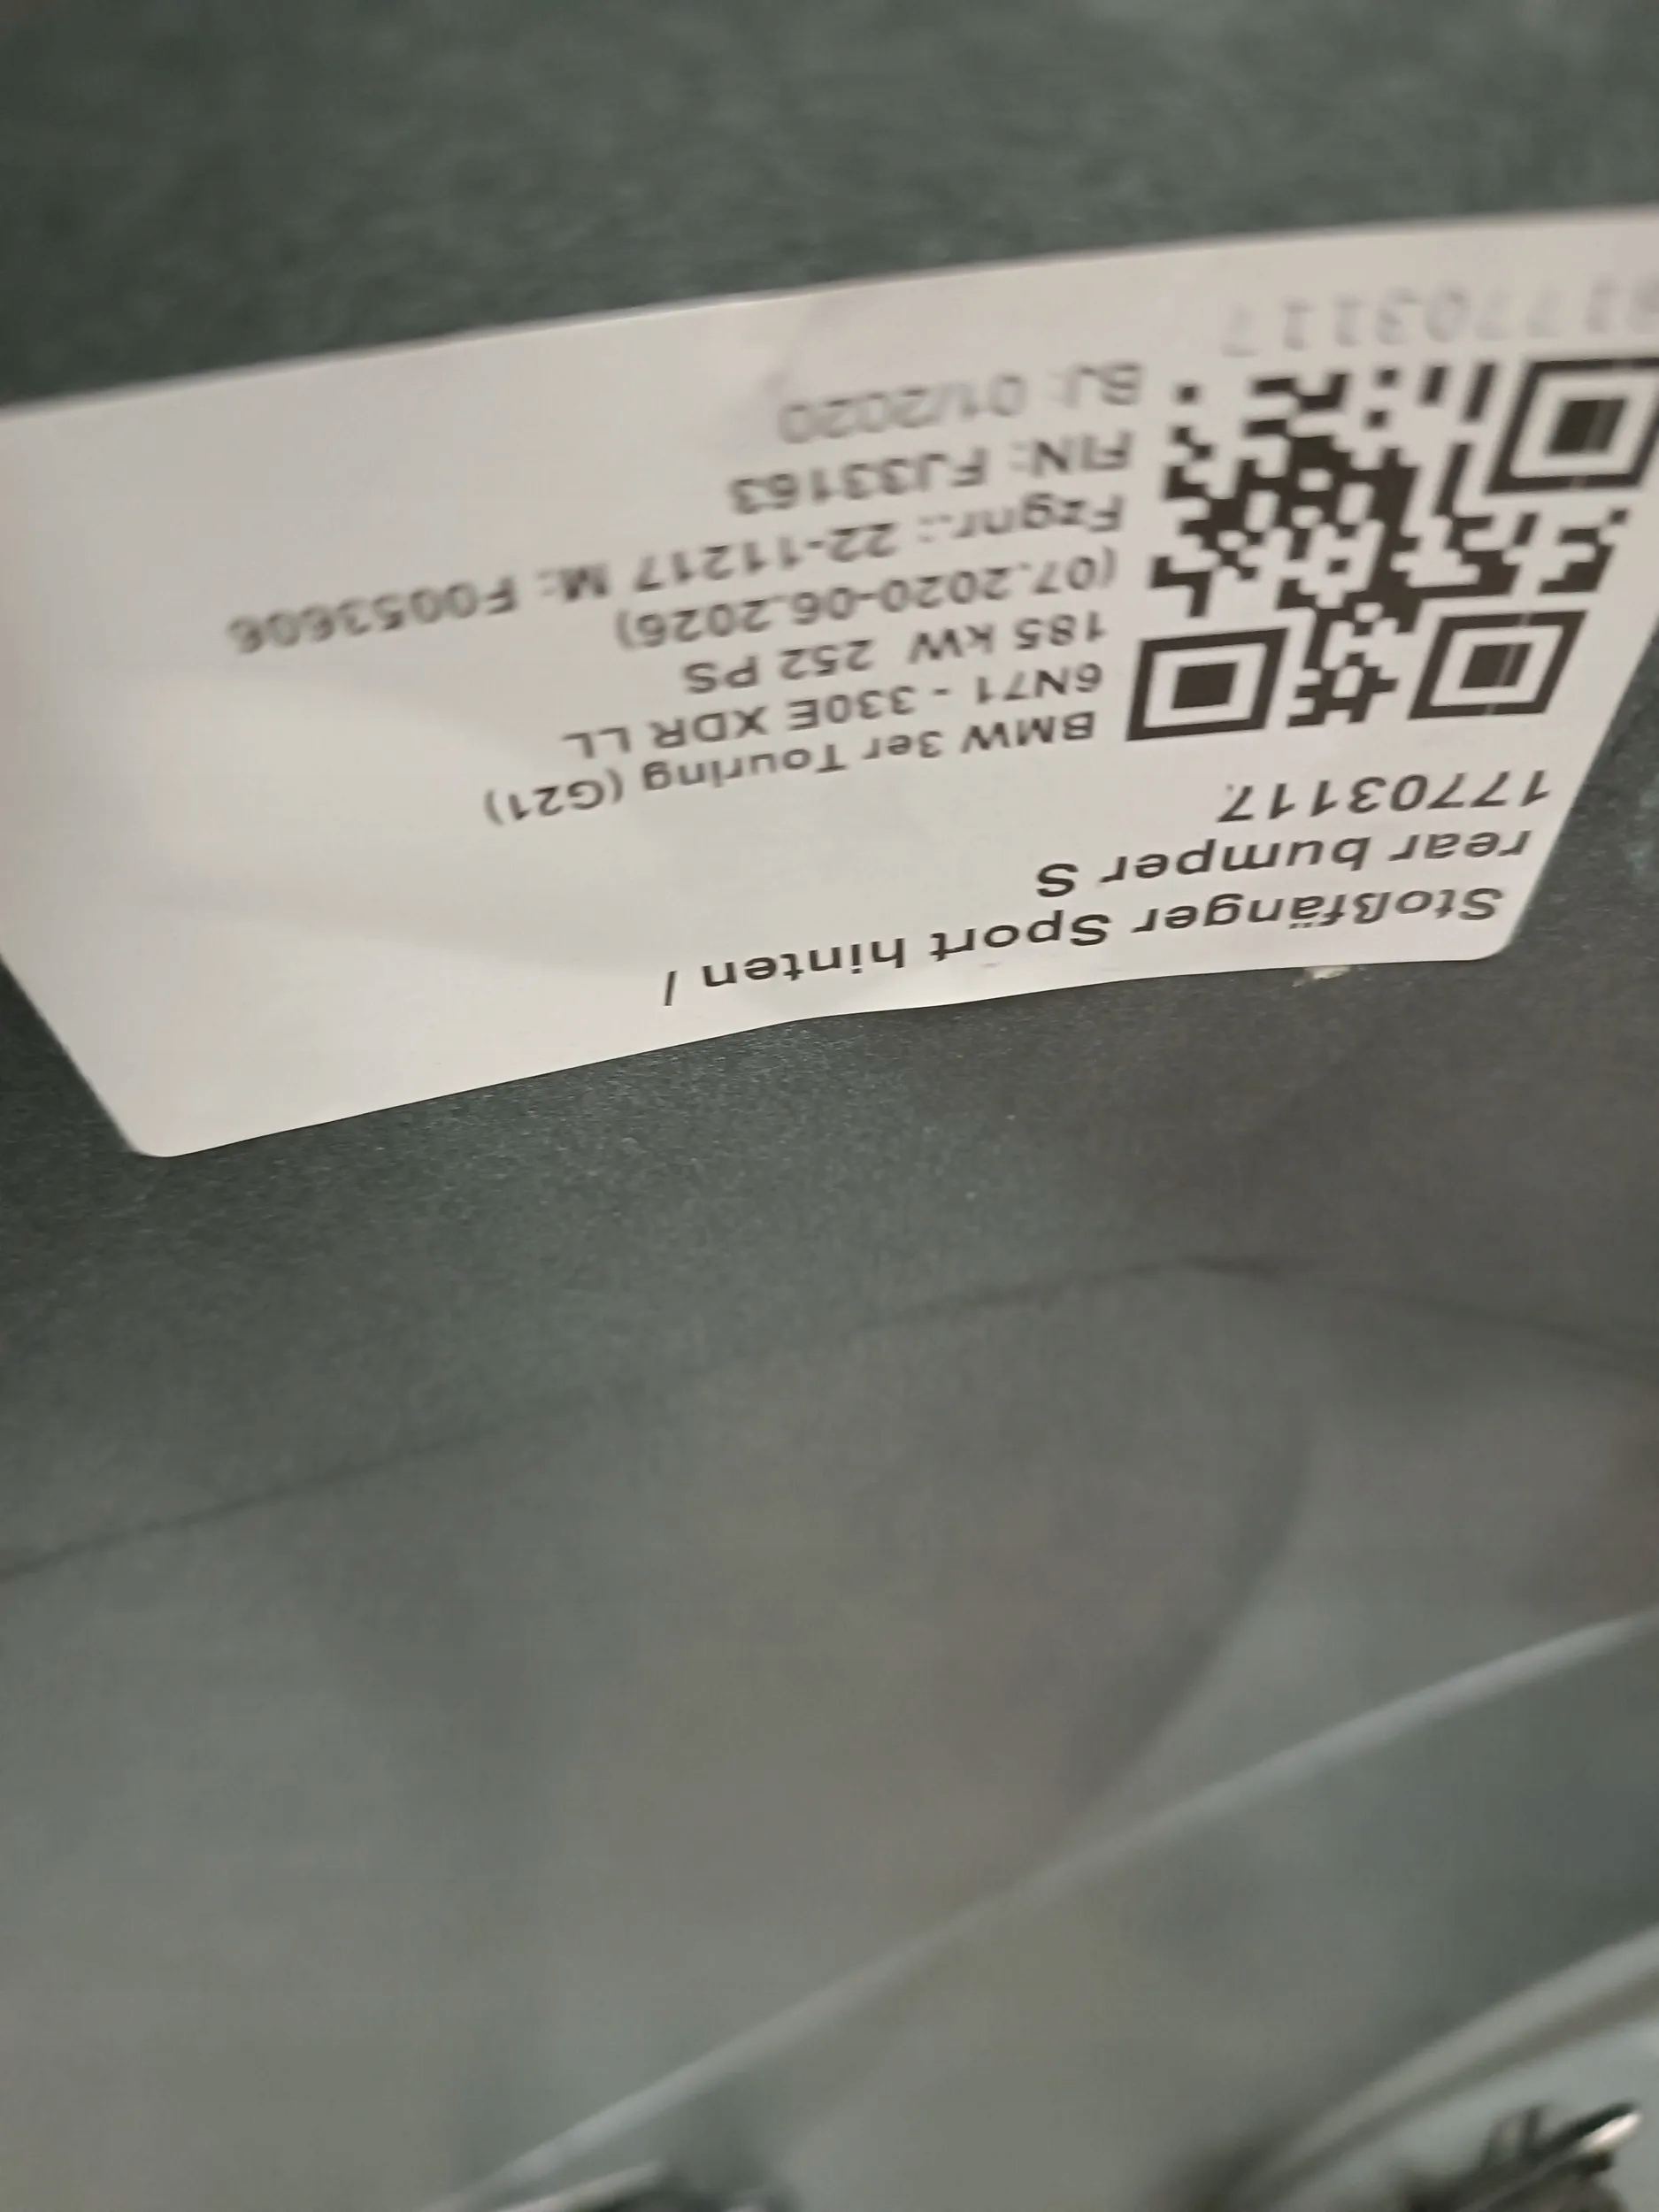 Stoßfänger Sport hinten /
rear bumper S
17703117
BMW 3er Touring (G21)
6N71 - 330E XDR LL
185 kW 252 PS
(07.2020-06.2026)
Fzgnr.: 22-11217 M: F0053606
FIN: FJ33163
BJ: 01/2020
17703117